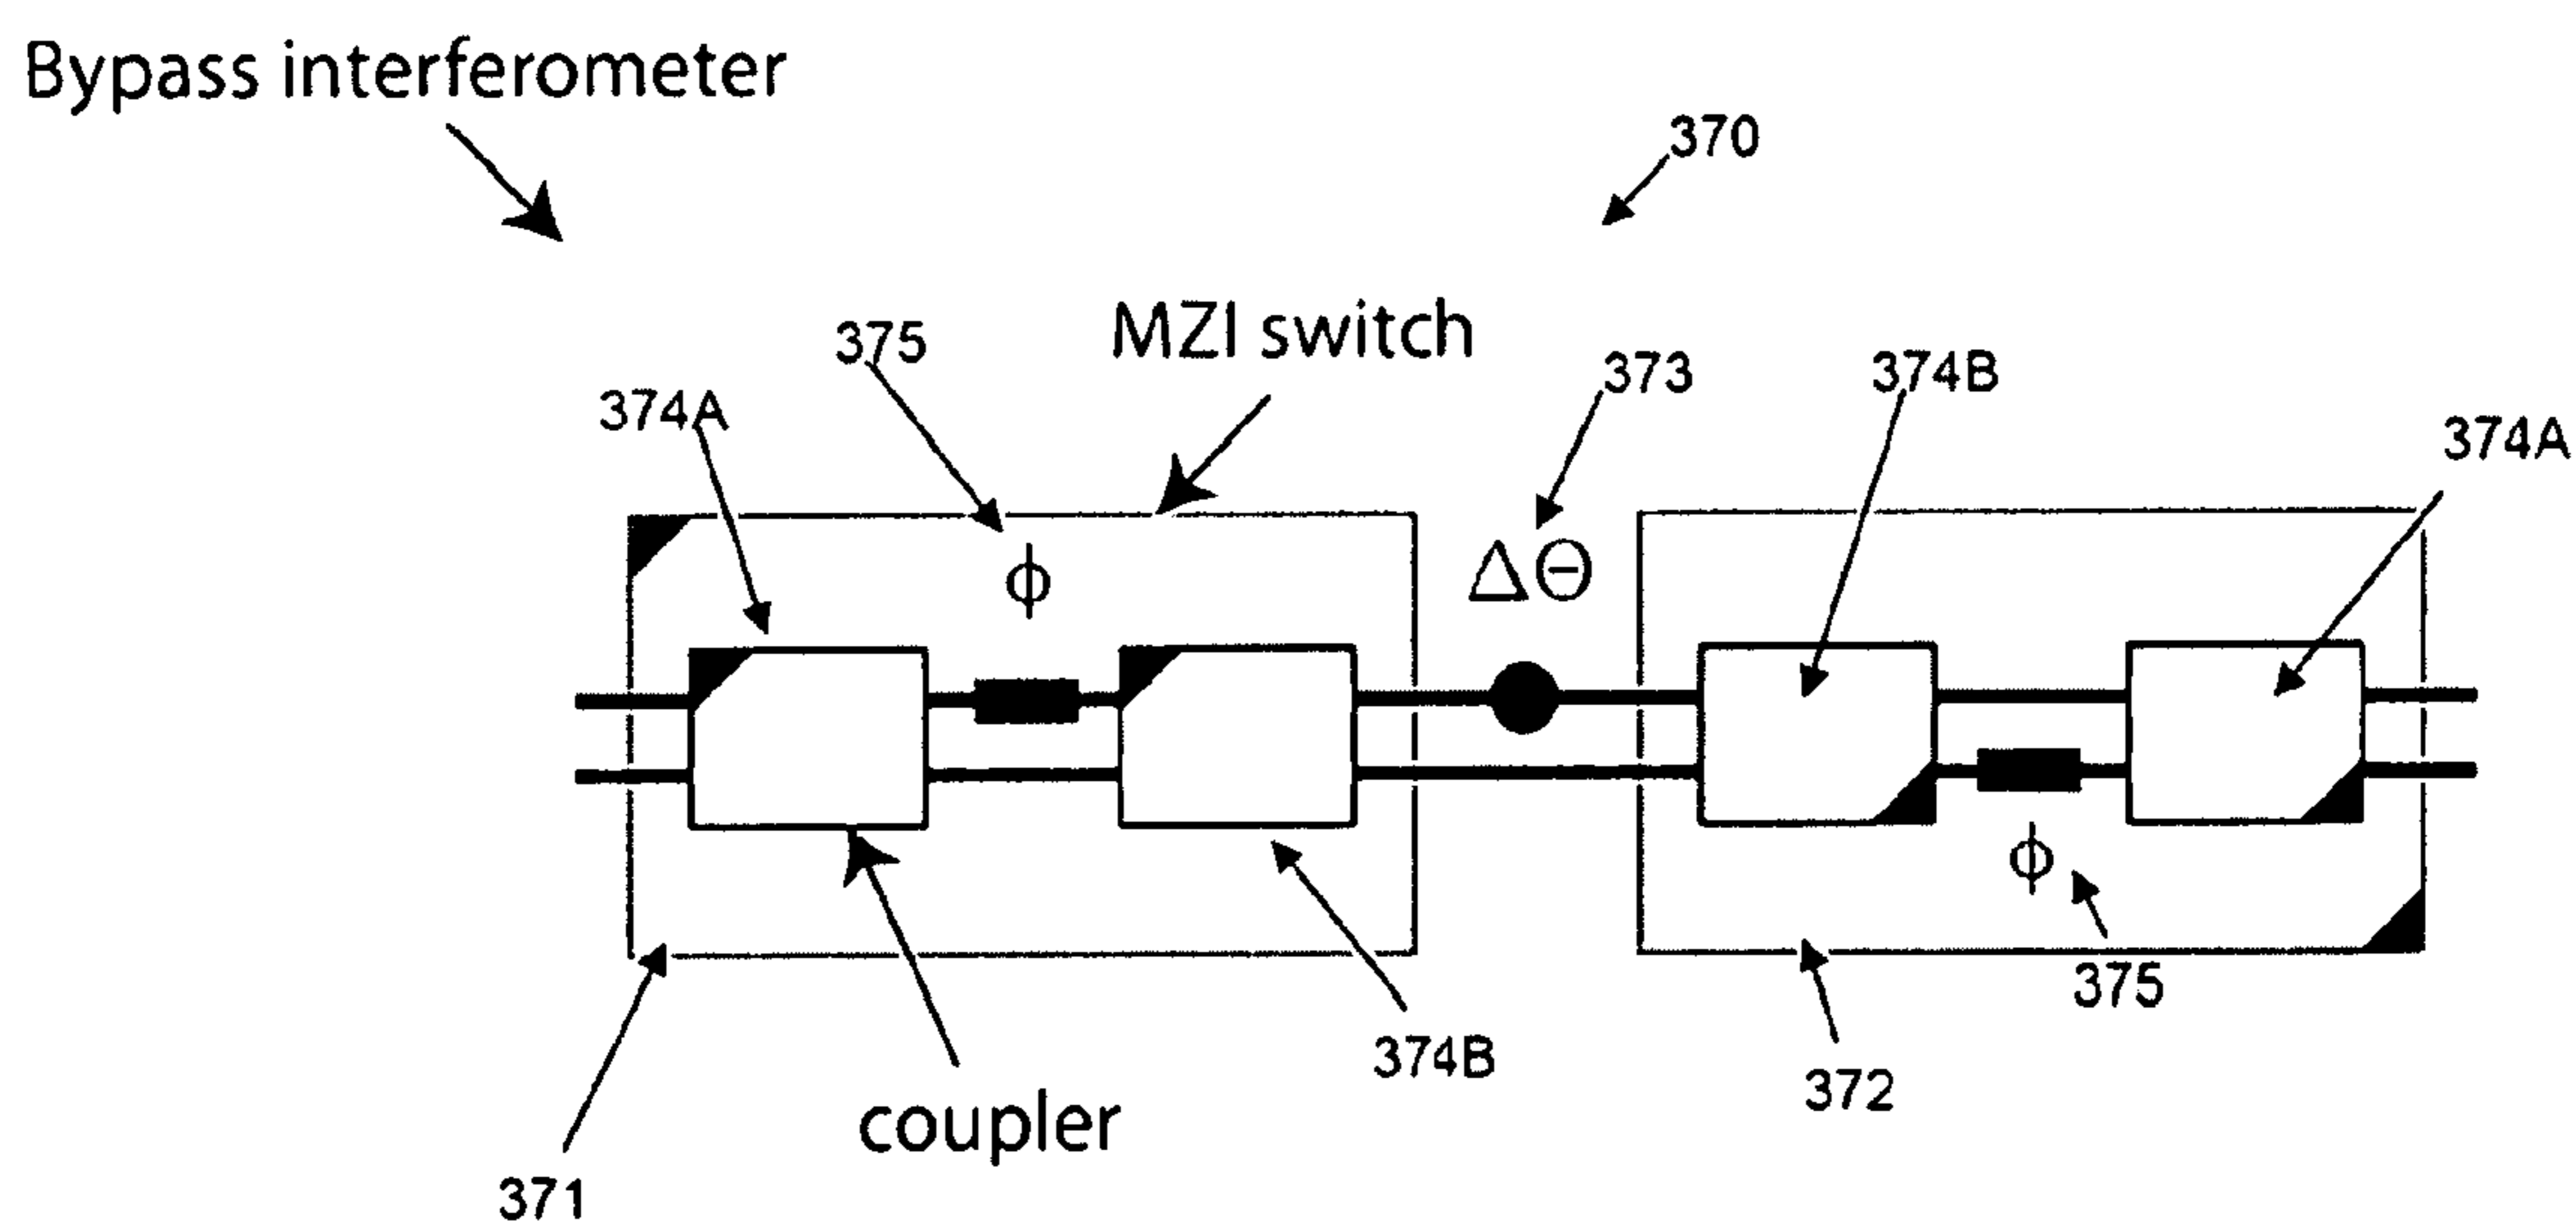 Bypass interferometer
370
375
MZI switch
373
374B
374A
374A
ϕ
ΔΘ
ϕ
375
374B
372
coupler
371